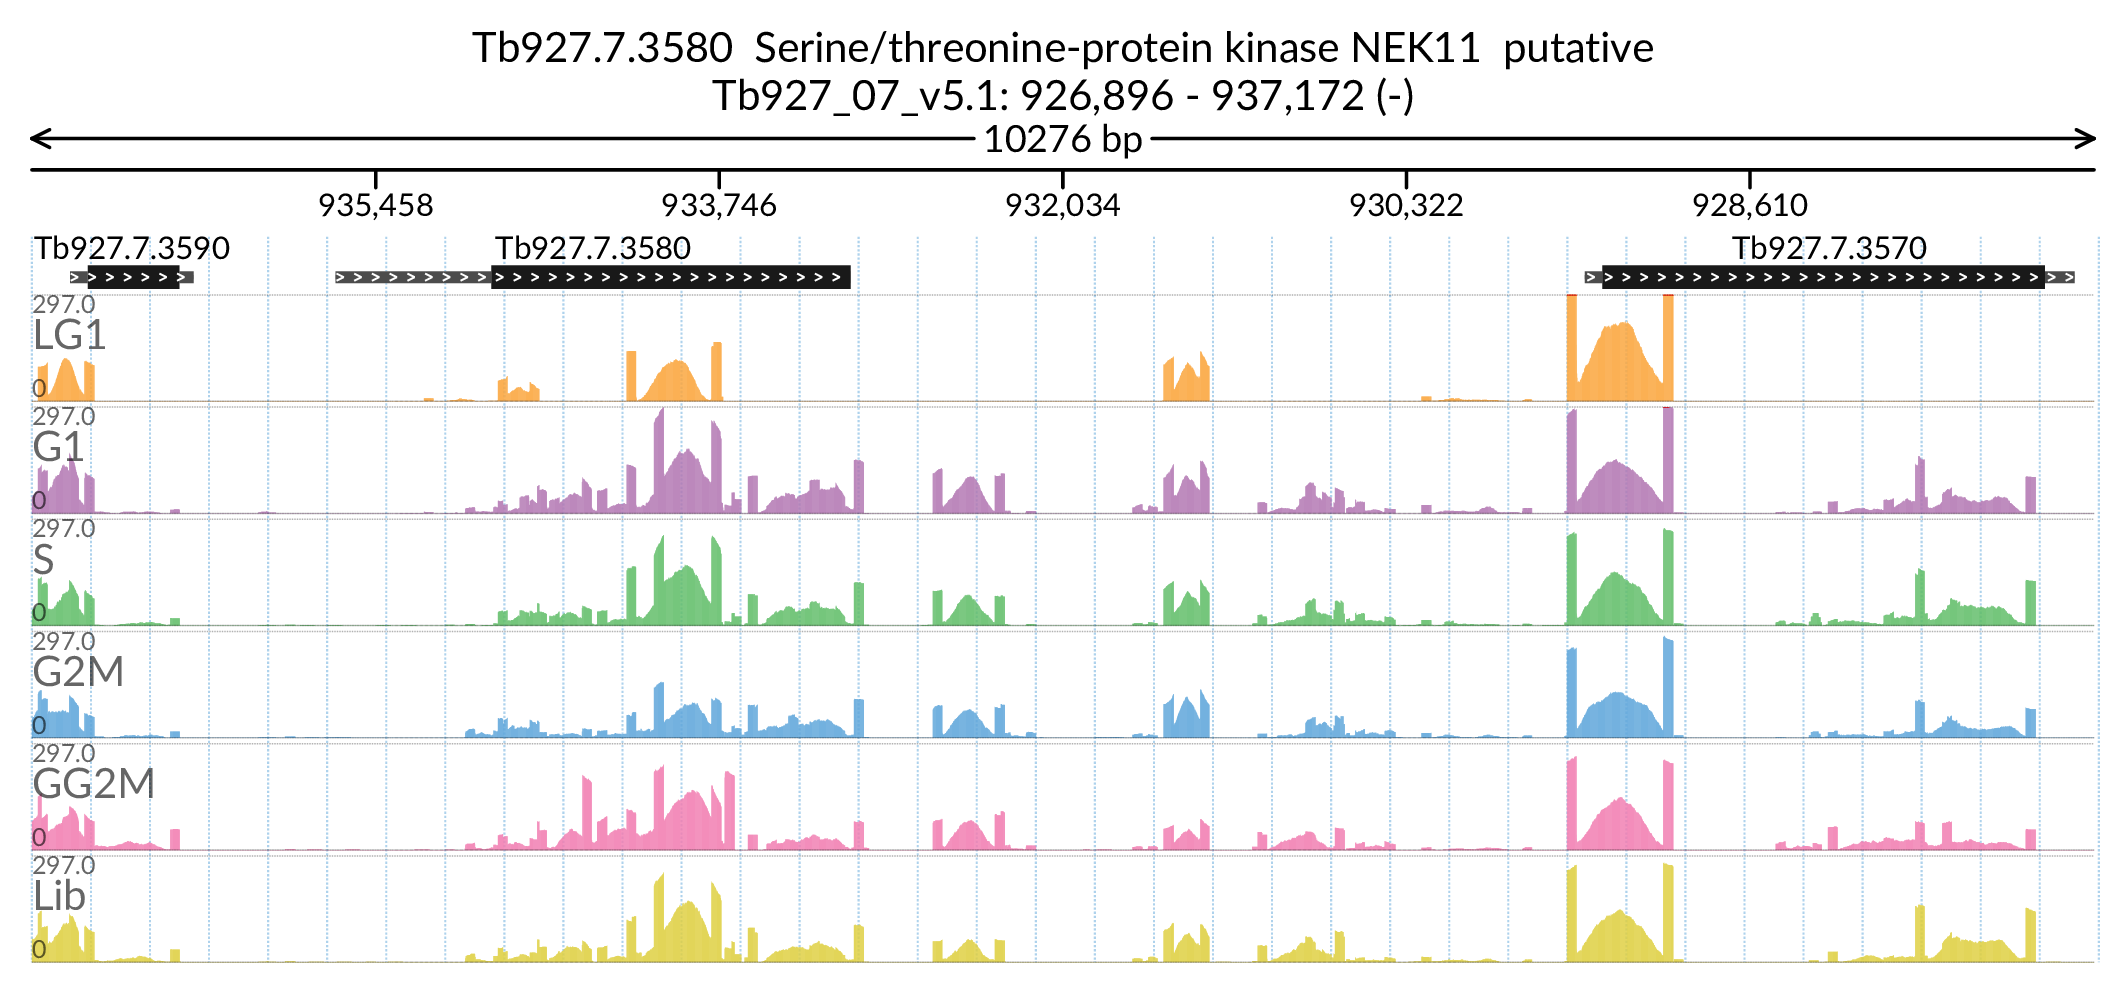 Tb927.7.3580  Serine/threonine-protein kinase NEK11  putative
Tb927_07_v5.1: 926,896 - 937,172 (-)
10276 bp
935,458 933,746 932,034 930,322 928,610
Tb927.7.3590 Tb927.7.3580 Tb927.7.3570
297.0
LG1
0
297.0
G1
0
297.0
S
0
297.0
G2M
0
297.0
GG2M
0
297.0
Lib
0